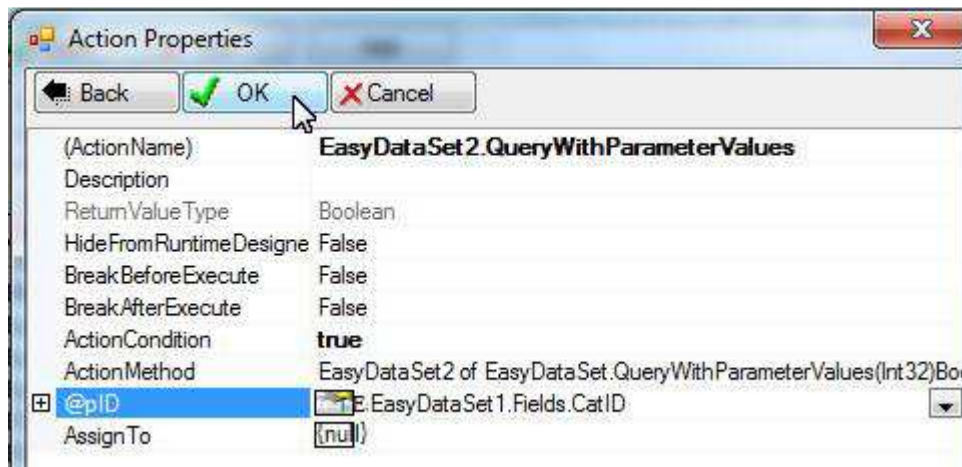 Action Properties
Back OK Cancel
(ActionName) EasyDataSet2.QueryWithParameterValues
Description
ReturnValueType Boolean
HideFromRuntimeDesigne False
BreakBeforeExecute False
BreakAfterExecute False
ActionCondition true
ActionMethod EasyDataSet2 of EasyDataSet.QueryWithParameterValues(Int32)Bo
@pID E.EasyDataSet1.Fields.CatID
AssignTo {null}